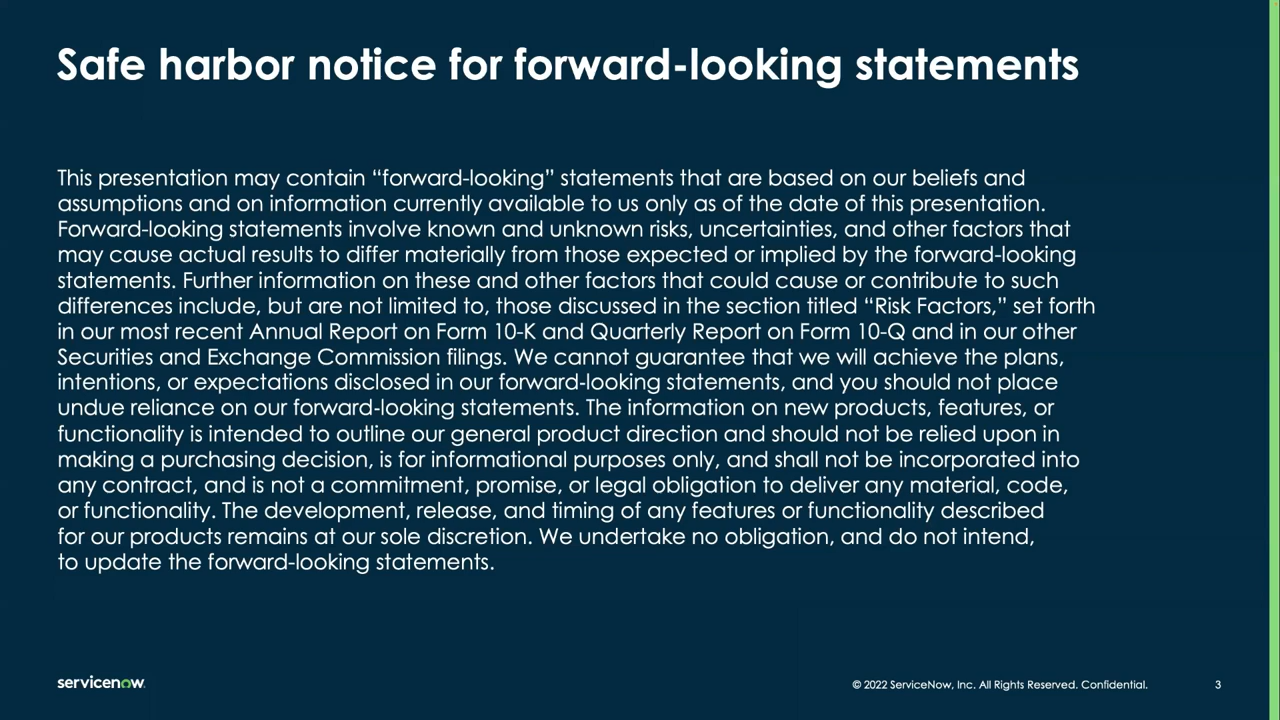 Safe harbor notice for forward-looking statements
This presentation may contain “forward-looking” statements that are based on our beliefs and
assumptions and on information currently available to us only as of the date of this presentation.
Forward-looking statements involve known and unknown risks, uncertainties, and other factors that
may cause actual results to differ materially from those expected or implied by the forward-looking
statements. Further information on these and other factors that could cause or contribute to such
differences include, but are not limited to, those discussed in the section titled “Risk Factors,” set forth
in our most recent Annual Report on Form 10-K and Quarterly Report on Form 10-Q and in our other
Securities and Exchange Commission filings. We cannot guarantee that we will achieve the plans,
intentions, or expectations disclosed in our forward-looking statements, and you should not place
undue reliance on our forward-looking statements. The information on new products, features, or
functionality is intended to outline our general product direction and should not be relied upon in
making a purchasing decision, is for informational purposes only, and shall not be incorporated into
any contract, and is not a commitment, promise, or legal obligation to deliver any material, code,
or functionality. The development, release, and timing of any features or functionality described
for our products remains at our sole discretion. We undertake no obligation, and do not intend,
to update the forward-looking statements.
servicenow.
© 2022 ServiceNow, Inc. All Rights Reserved. Confidential.
3